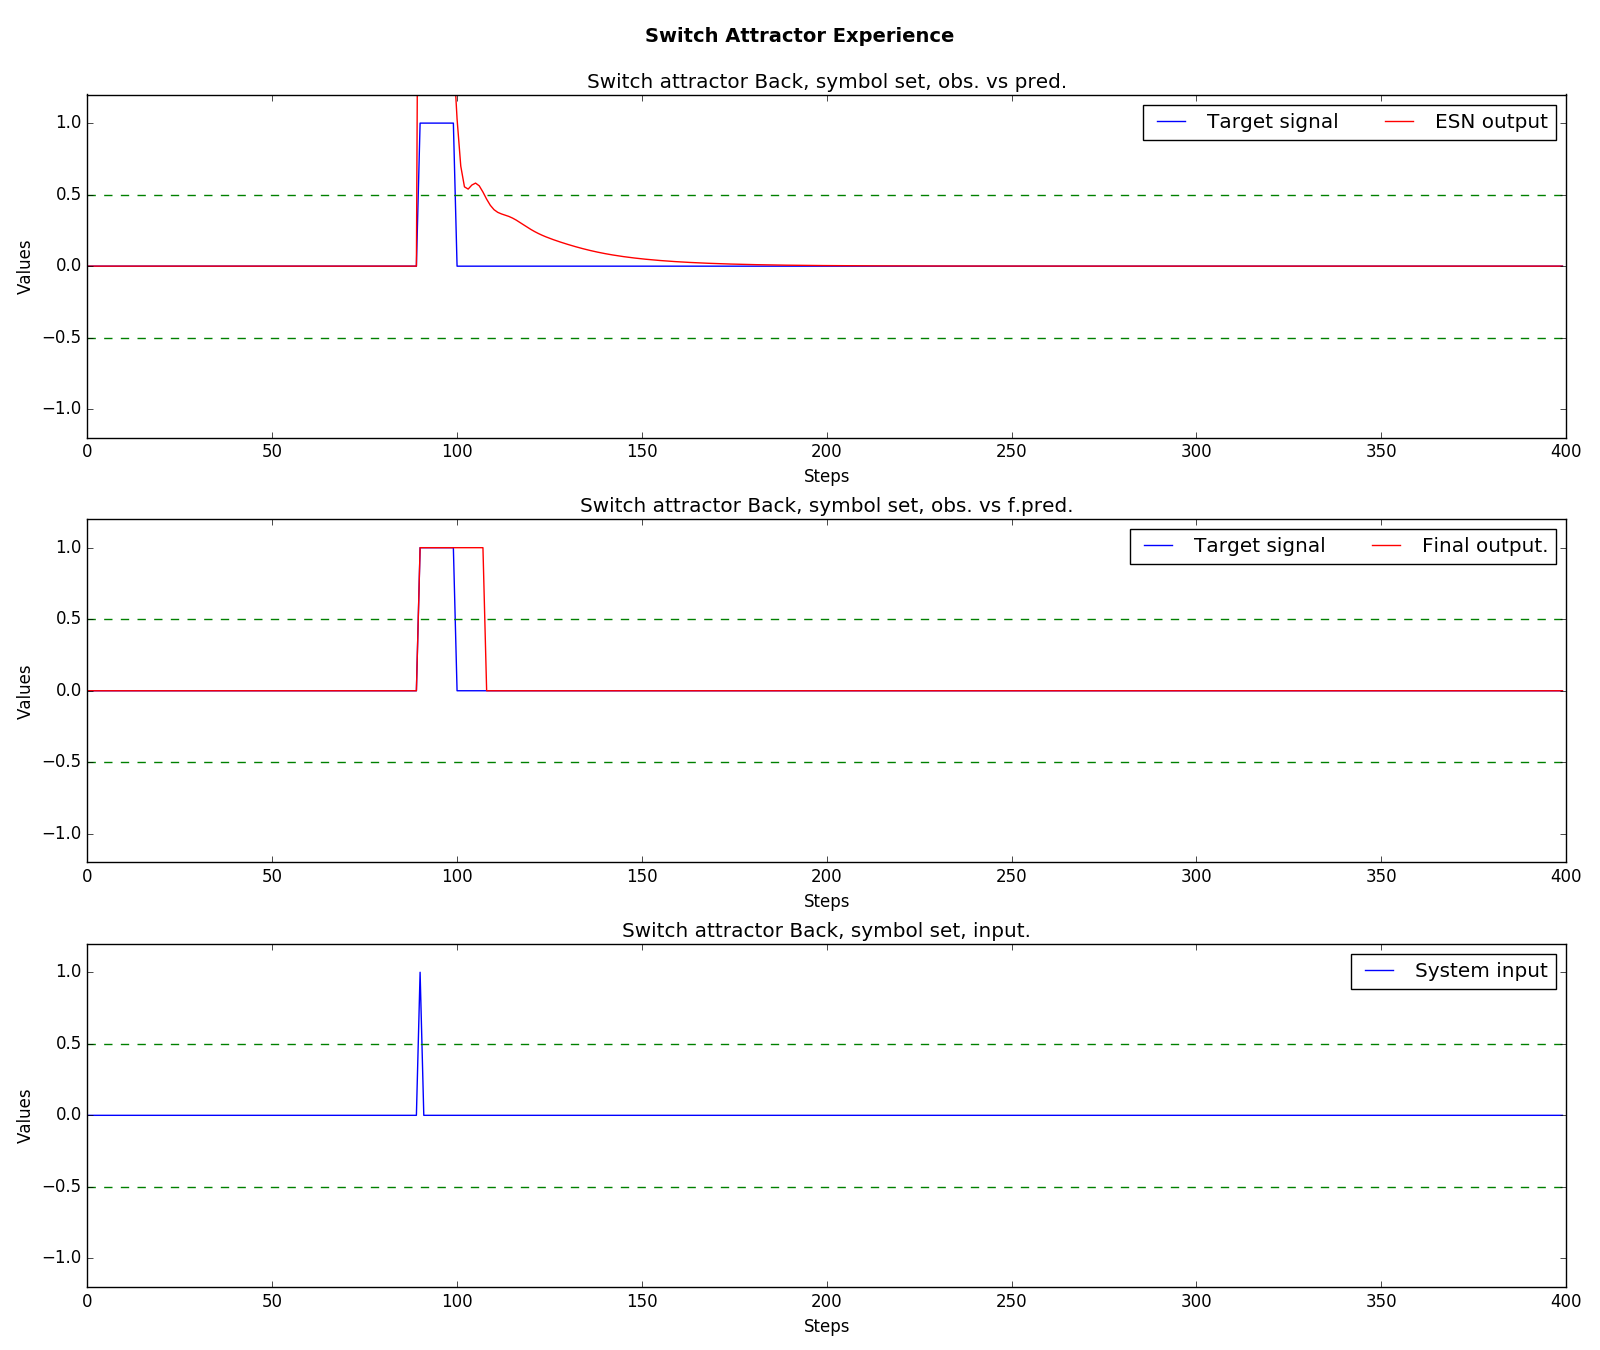 Switch Attractor Experience
Switch attractor Back, symbol set, obs. vs pred.
Target signal ESN output
1.0
0.5
0.0
−0.5
−1.0
Values
0 50 100 150 200 250 300 350 400
Steps
Switch attractor Back, symbol set, obs. vs f.pred.
Target signal Final output.
1.0
0.5
0.0
−0.5
−1.0
Values
0 50 100 150 200 250 300 350 400
Steps
Switch attractor Back, symbol set, input.
System input
1.0
0.5
0.0
−0.5
−1.0
Values
0 50 100 150 200 250 300 350 400
Steps